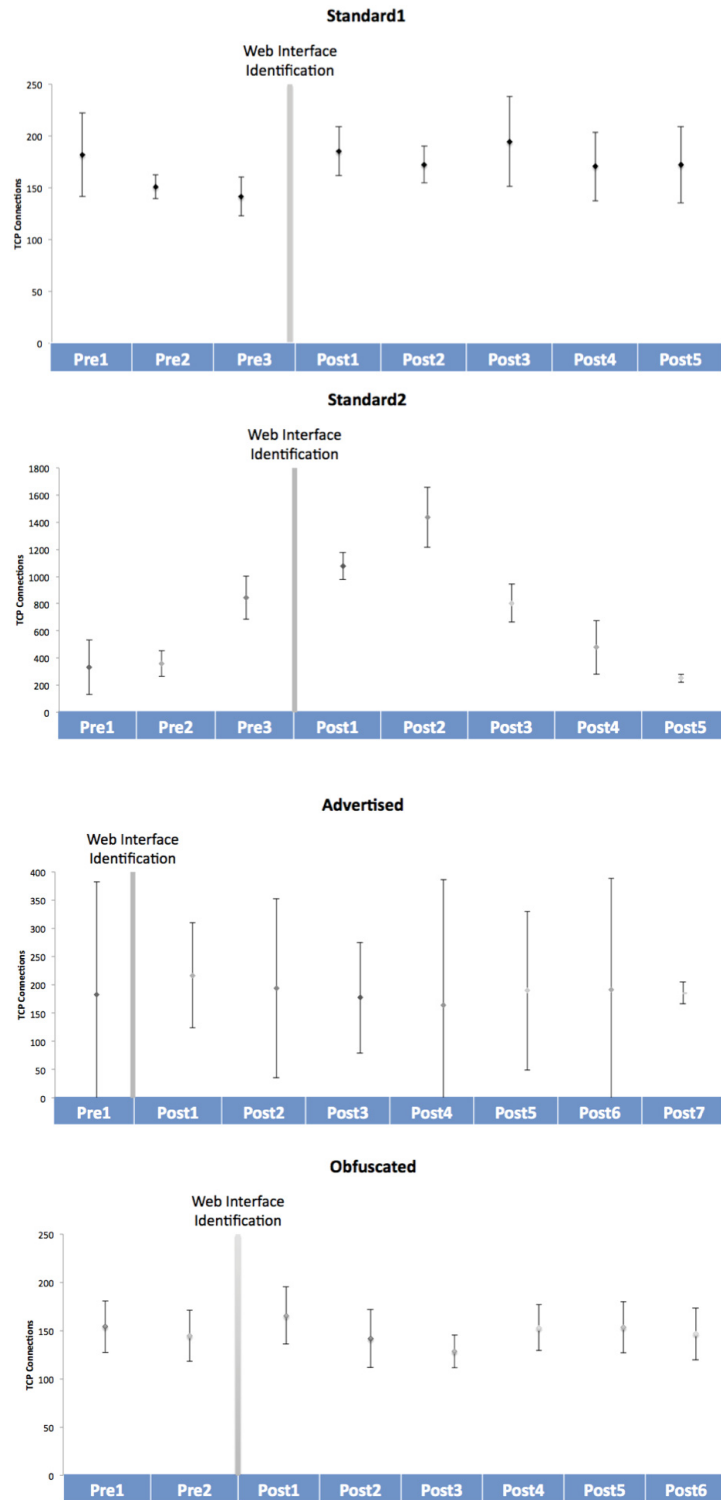 Standard1
Web Interface
Identification
250
200
150
100
50
0
TCP Connections
Pre1 Pre2 Pre3 Post1 Post2 Post3 Post4 Post5
Standard2
Web Interface
Identification
1800
1600
1400
1200
1000
800
600
400
200
0
TCP Connections
Pre1 Pre2 Pre3 Post1 Post2 Post3 Post4 Post5
Advertised
Web Interface
Identification
400
350
300
250
200
150
100
50
0
TCP Connections
Pre1 Post1 Post2 Post3 Post4 Post5 Post6 Post7
Obfuscated
Web Interface
Identification
250
200
150
100
50
0
TCP Connections
Pre1 Pre2 Post1 Post2 Post3 Post4 Post5 Post6